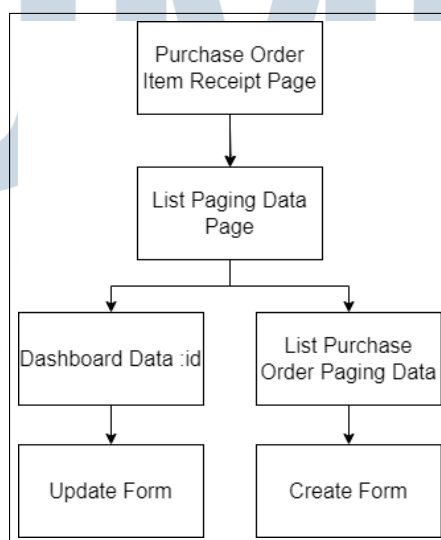 Purchase Order
Item Receipt Page
List Paging Data
Page
Dashboard Data :id
List Purchase
Order Paging Data
Update Form
Create Form